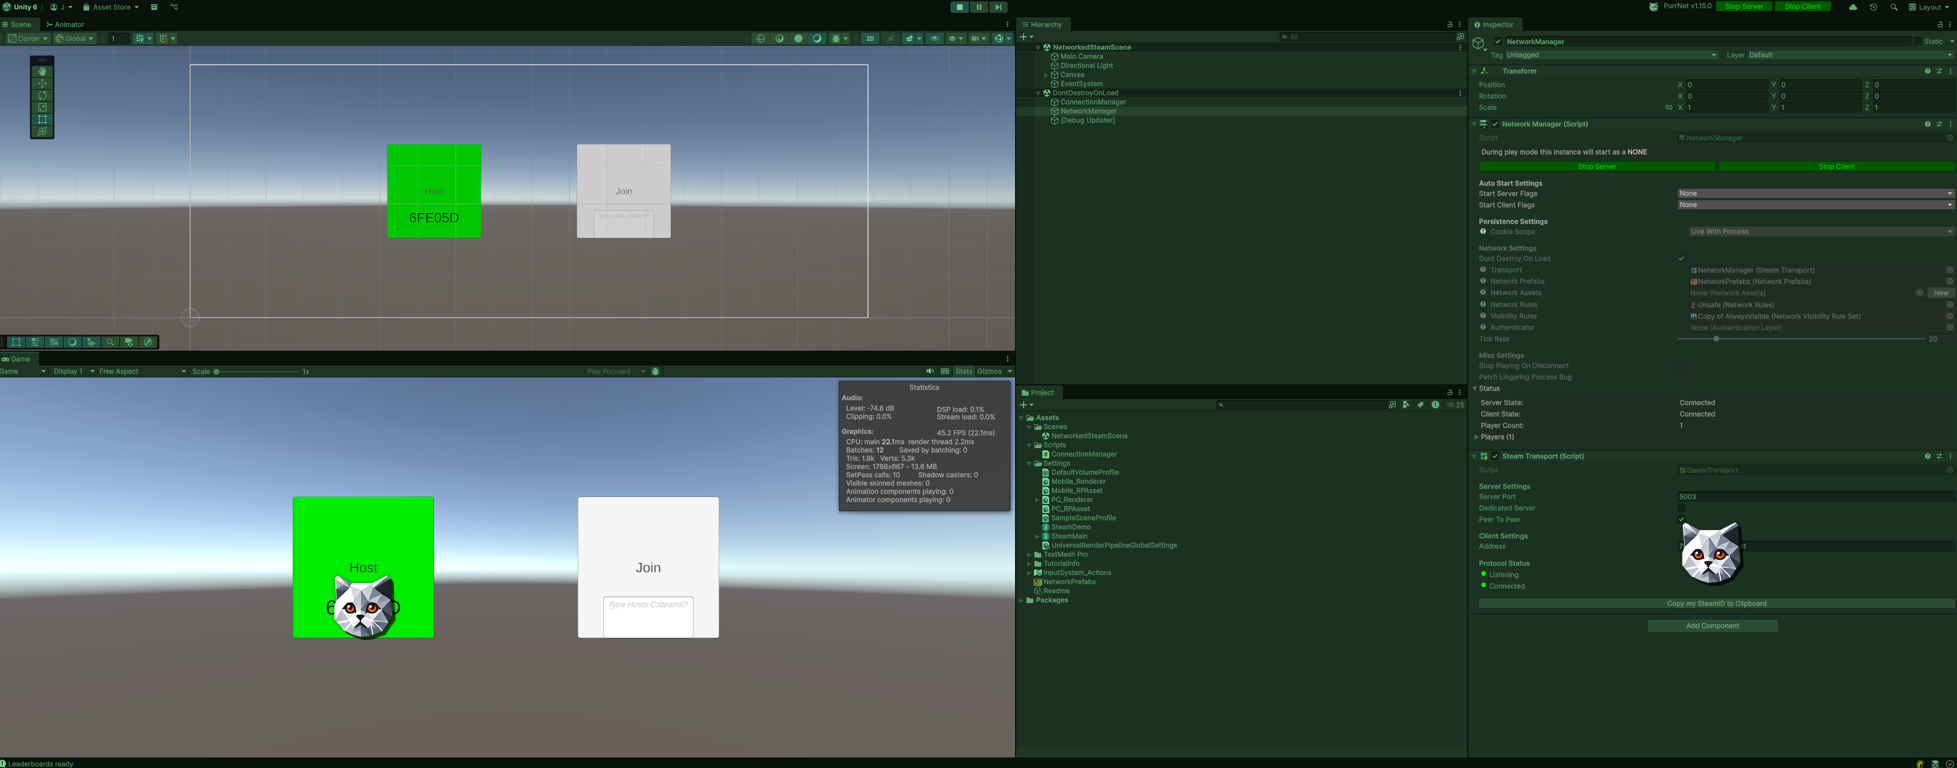 Unity 6
J
Asset Store
PurrNet v1.15.0
Stop Server
Stop Client
Layout
Scene
Animator
Center
Global
1
2D
Host
6FE05D
Join
Game
Game
Display 1
Free Aspect
Scale
1x
Play Focused
Stats
Gizmos
Statistics
Audio:
Level: -74.8 dB
DSP load: 0.1%
Clipping: 0.0%
Stream load: 0.0%
Graphics:
45.2 FPS (22.1ms)
CPU: main 22.1ms render thread 2.2ms
Batches: 12
Saved by batching: 0
Tris: 1.8k Verts: 5.3k
Screen: 1786x667 - 13.6 MB
SetPass calls: 10
Shadow casters: 0
Visible skinned meshes: 0
Animation components playing: 0
Animator components playing: 0
Host
Join
Type Hosts CSteamID
Leaderboards ready
Hierarchy
All
NetworkedSteamScene
Main Camera
Directional Light
Canvas
EventSystem
DontDestroyOnLoad
ConnectionManager
NetworkManager
[Debug Updater]
Project
25
Assets
Scenes
NetworkedSteamScene
Scripts
ConnectionManager
Settings
DefaultVolumeProfile
Mobile_Renderer
Mobile_RPAsset
PC_Renderer
PC_RPAsset
SampleSceneProfile
SteamDemo
SteamMain
UniversalRenderPipelineGlobalSettings
TextMesh Pro
TutorialInfo
InputSystem_Actions
NetworkPrefabs
Readme
Packages
Inspector
NetworkManager
Static
Tag Untagged
Layer Default
Transform
Position X 0 Y 0 Z 0
Rotation X 0 Y 0 Z 0
Scale X 1 Y 1 Z 1
Network Manager (Script)
Script NetworkManager
During play mode this instance will start as a NONE
Stop Server
Stop Client
Auto Start Settings
Start Server Flags None
Start Client Flags None
Persistence Settings
Cookie Scope Live With Process
Network Settings
Dont Destroy On Load
Transport NetworkManager (Steam Transport)
Network Prefabs NetworkPrefabs (Network Prefabs)
Network Assets None (Network Assets) New
Network Rules Unsafe (Network Rules)
Visibility Rules Copy of AlwaysVisible (Network Visibility Rule Set)
Authenticator None (Authentication Layer)
Tick Rate 20
Misc Settings
Stop Playing On Disconnect
Patch Lingering Process Bug
Status
Server State: Connected
Client State: Connected
Player Count: 1
Players (1)
Steam Transport (Script)
Script SteamTransport
Server Settings
Server Port 5003
Dedicated Server
Peer To Peer
Client Settings
Address
Protocol Status
Listening
Connected
Copy my SteamID to Clipboard
Add Component